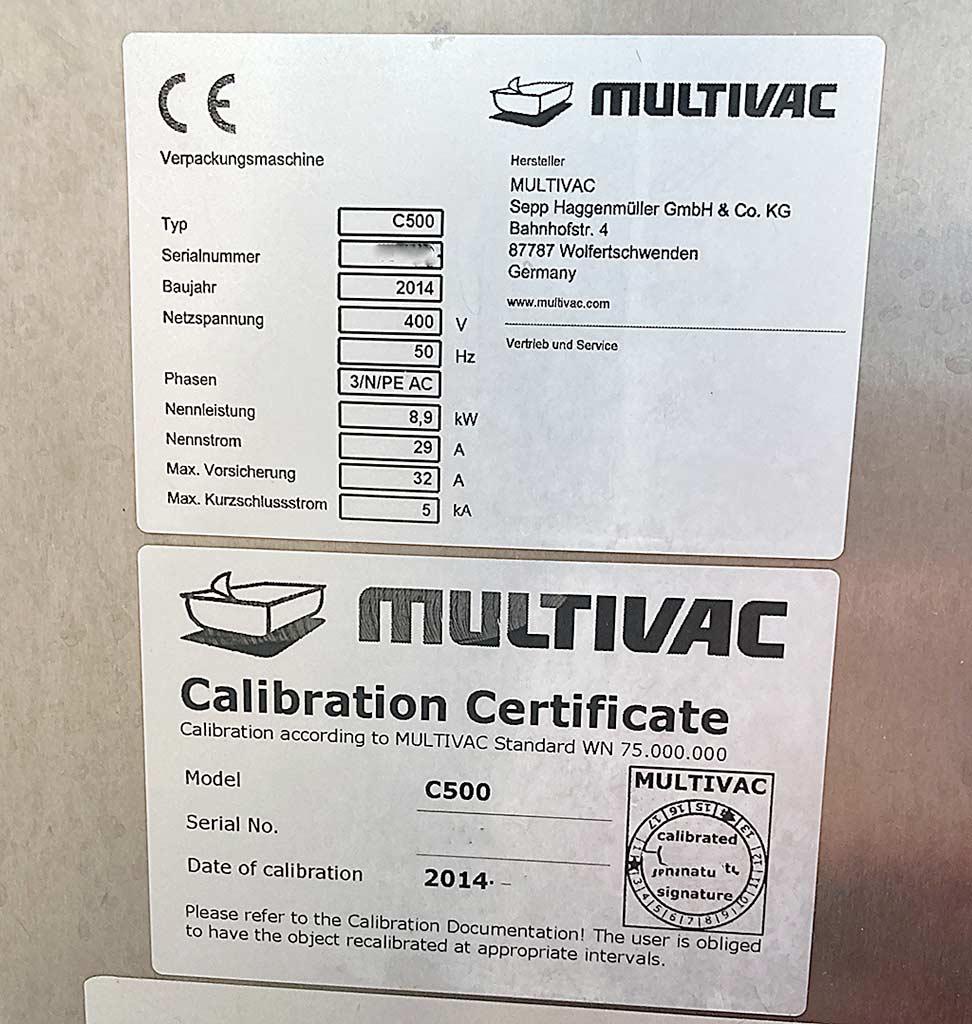 CE
MULTIVAC
Verpackungsmaschine
Typ C500
Serialnummer
Baujahr 2014
Netzspannung 400 V
50 Hz
Phasen 3/N/PE AC
Nennleistung 8,9 kW
Nennstrom 29 A
Max. Vorsicherung 32 A
Max. Kurzschlussstrom 5 kA
Hersteller
MULTIVAC
Sepp Haggenmüller GmbH & Co. KG
Bahnhofstr. 4
87787 Wolfertschwenden
Germany
www.multivac.com
Vertrieb und Service
MULTIVAC
Calibration Certificate
Calibration according to MULTIVAC Standard WN 75.000.000
Model C500
Serial No.
Date of calibration 2014
MULTIVAC
calibrated
signature
Please refer to the Calibration Documentation! The user is obliged
to have the object recalibrated at appropriate intervals.